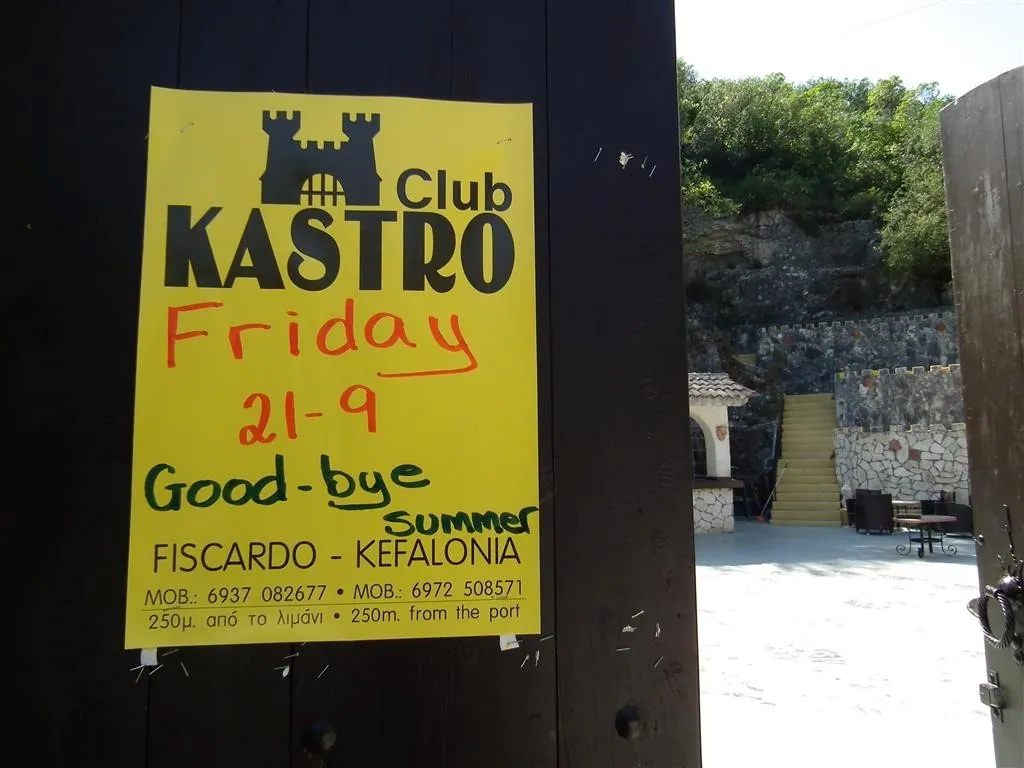 Club
KASTRO
Friday
21-9
Good-bye
summer
FISCARDO - KEFALONIA
MOB.: 6937 082677 • MOB.: 6972 508571
250μ. από το λιμάνι • 250m. from the port